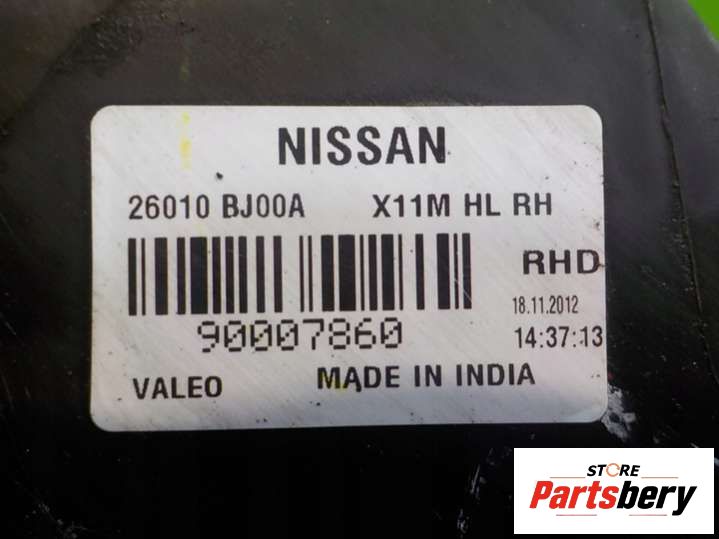 NISSAN
26010 BJ00A X11M HL RH
RHD
18.11.2012
90007860 14:37:13
VALEO MADE IN INDIA
STORE
Partsbery